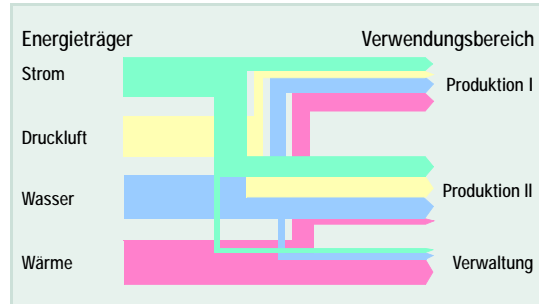 Energieträger
Verwendungsbereich
Strom
Produktion I
Druckluft
Wasser
Produktion II
Wärme
Verwaltung